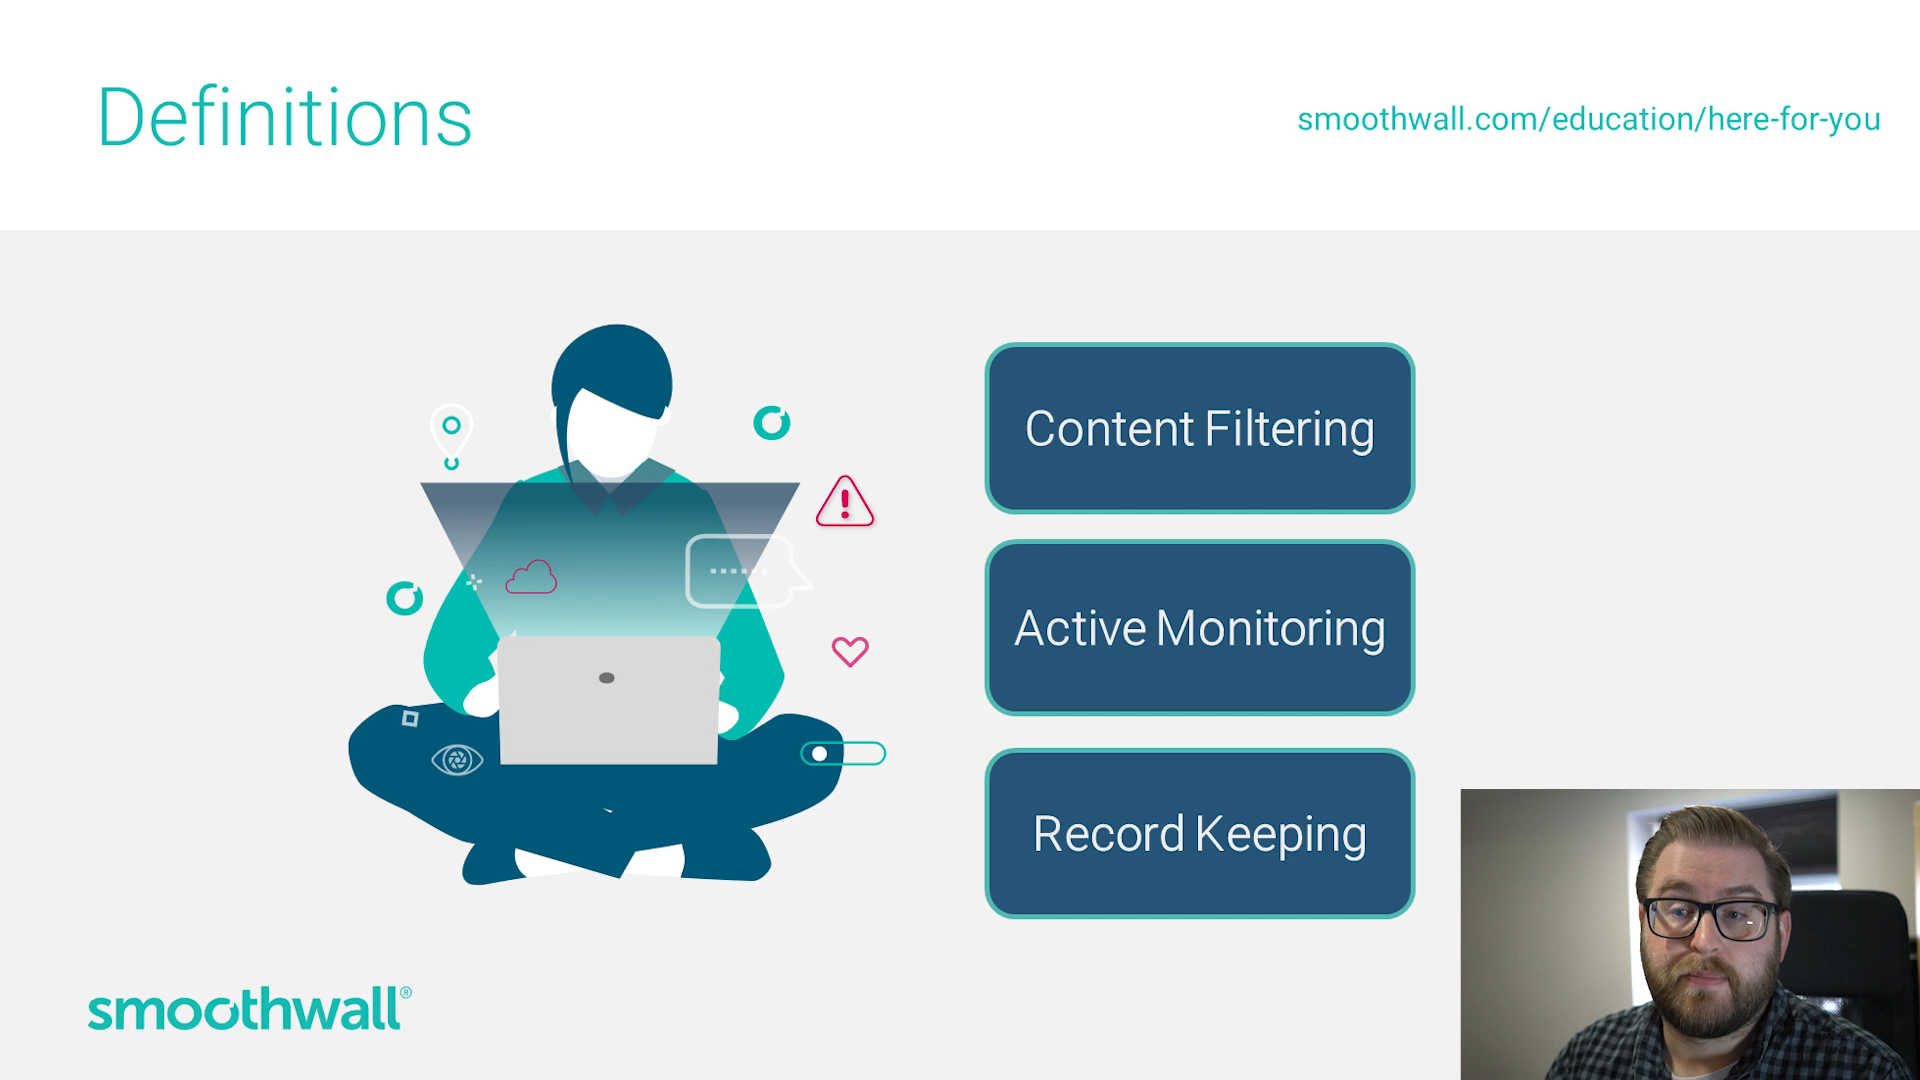 Definitions
smoothwall.com/education/here-for-you
Content Filtering
Active Monitoring
Record Keeping
smoothwall®